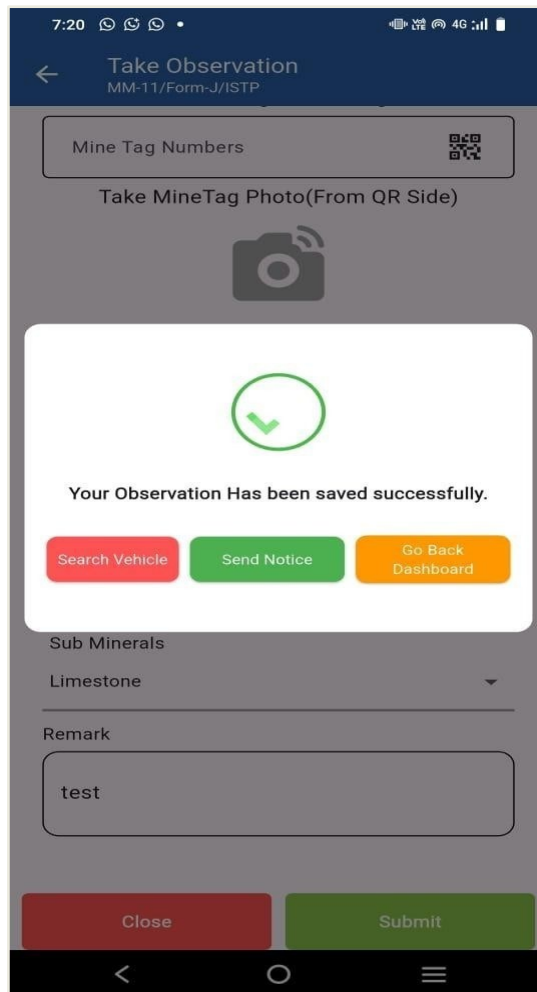 7:20
4G
Take Observation
MM-11/Form-J/ISTP
Mine Tag Numbers
Take MineTag Photo(From QR Side)
Your Observation Has been saved successfully.
Search Vehicle
Send Notice
Go Back
Dashboard
Sub Minerals
Limestone
Remark
test
Close
Submit